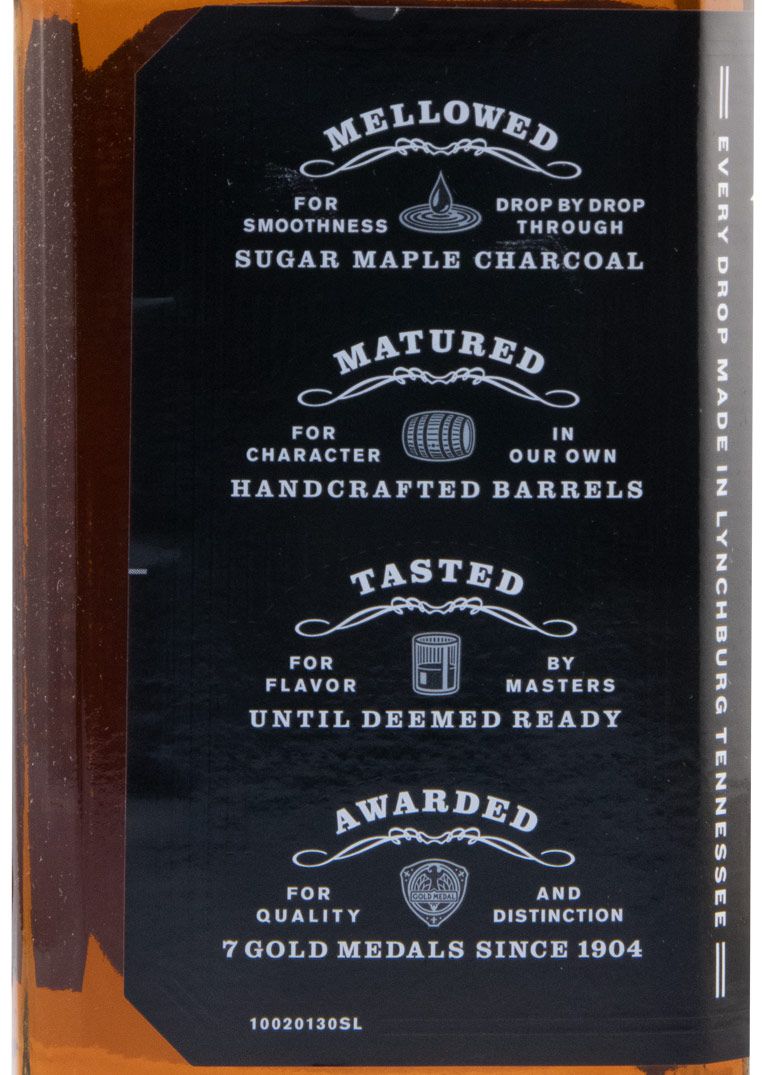 MELLOWED
FOR DROP BY DROP
SMOOTHNESS THROUGH
SUGAR MAPLE CHARCOAL
MATURED
FOR IN
CHARACTER OUR OWN
HANDCRAFTED BARRELS
TASTED
FOR BY
FLAVOR MASTERS
UNTIL DEEMED READY
AWARDED
FOR AND
GOLD MEDAL
QUALITY DISTINCTION
7 GOLD MEDALS SINCE 1904
10020130SL
EVERY DROP MADE IN LYNCHBURG TENNESSEE